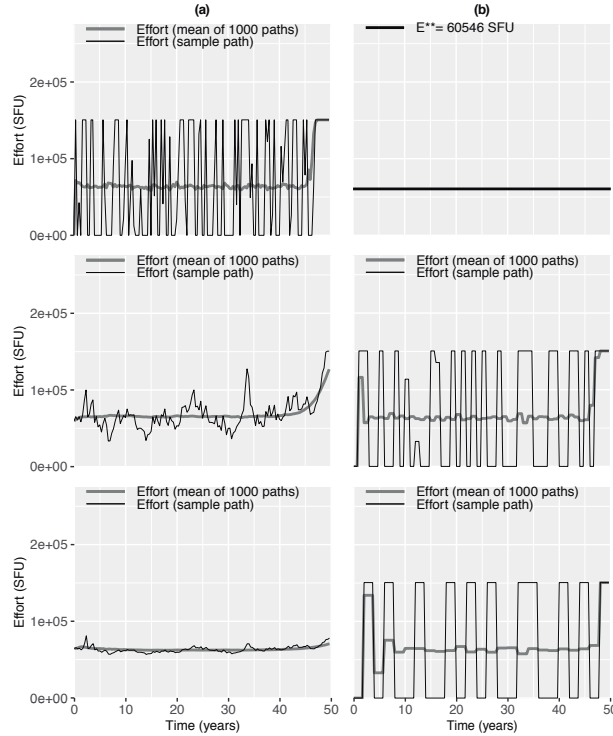 (a)
(b)
Effort (mean of 1000 paths)
Effort (sample path)
E**= 60546 SFU
Effort (SFU)
2e+05
1e+05
0e+00
Effort (mean of 1000 paths)
Effort (sample path)
Effort (mean of 1000 paths)
Effort (sample path)
Effort (SFU)
2e+05
1e+05
0e+00
Effort (mean of 1000 paths)
Effort (sample path)
Effort (mean of 1000 paths)
Effort (sample path)
Effort (SFU)
2e+05
1e+05
0e+00
0 10 20 30 40 50
0 10 20 30 40 50
Time (years)
Time (years)